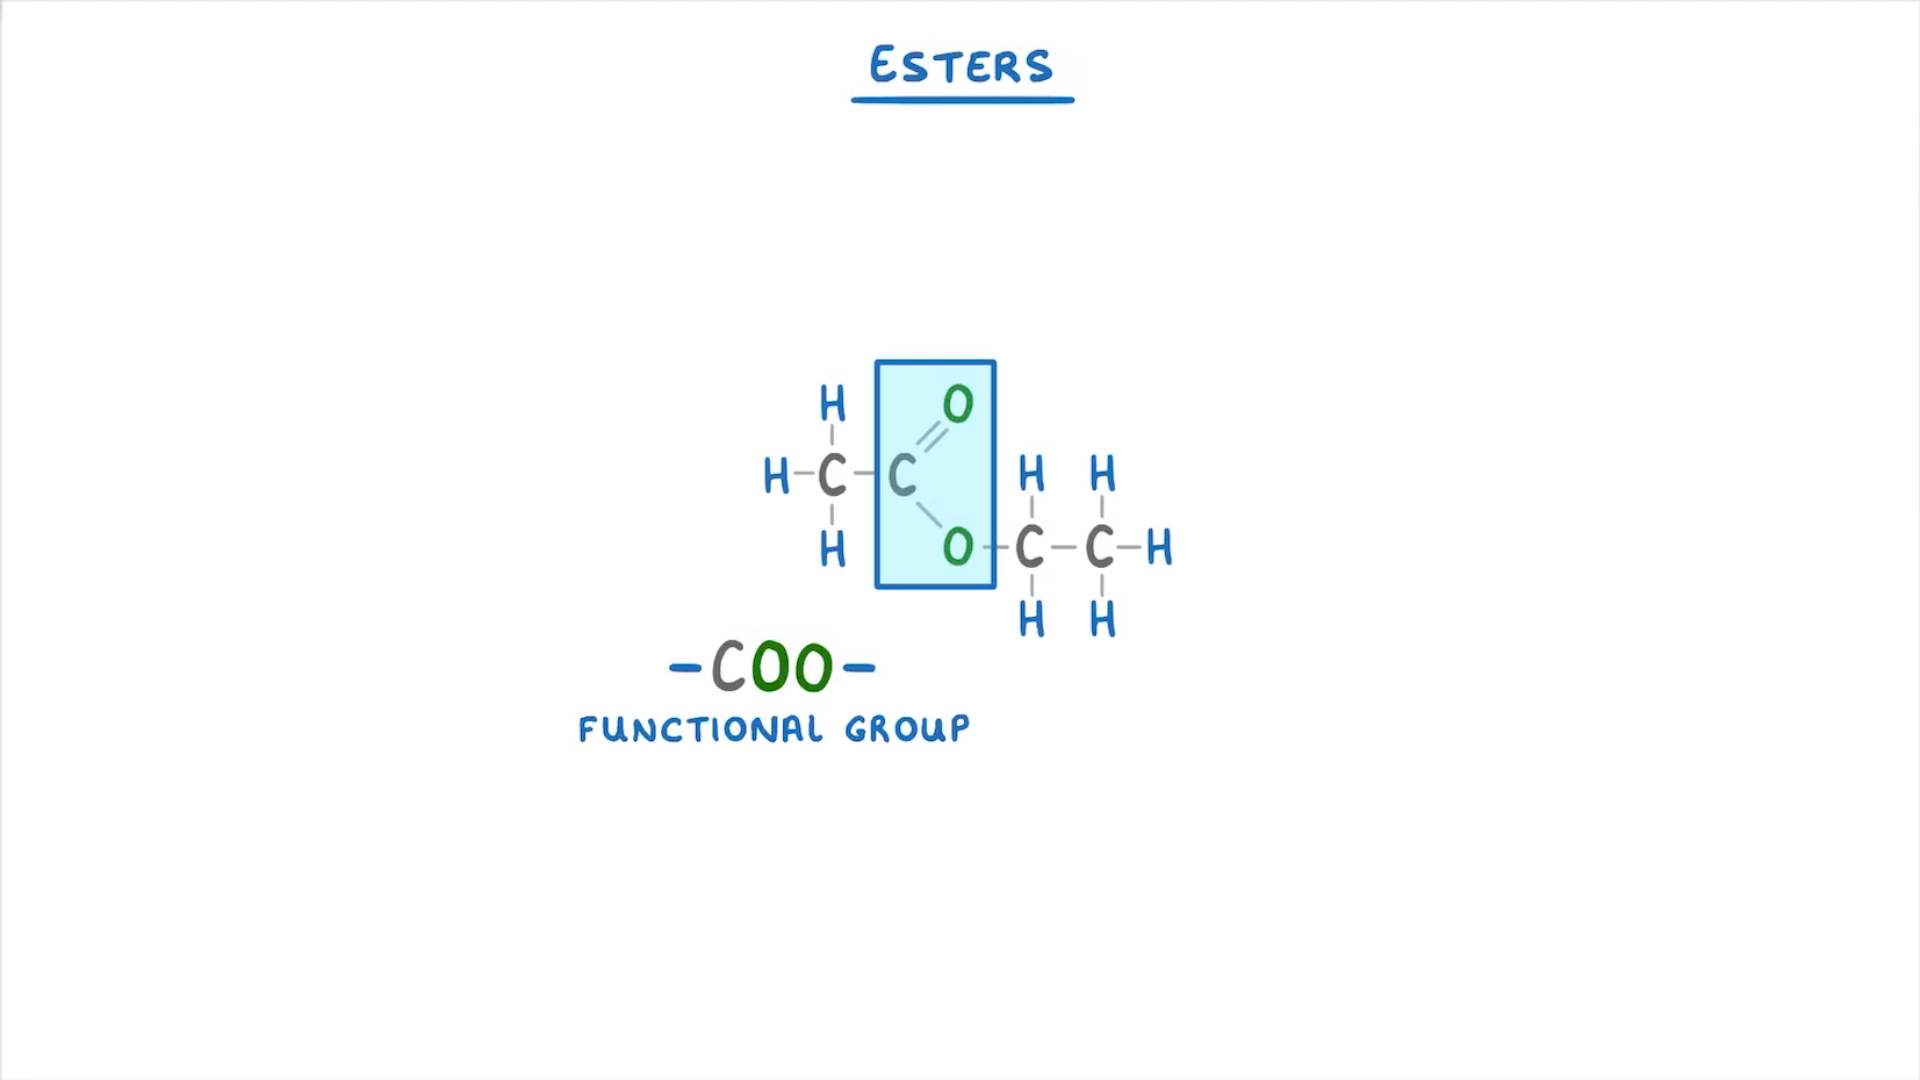 ESTERS
H O
H-C-C H H
H O-C-C-H
H H
-COO-
FUNCTIONAL GROUP